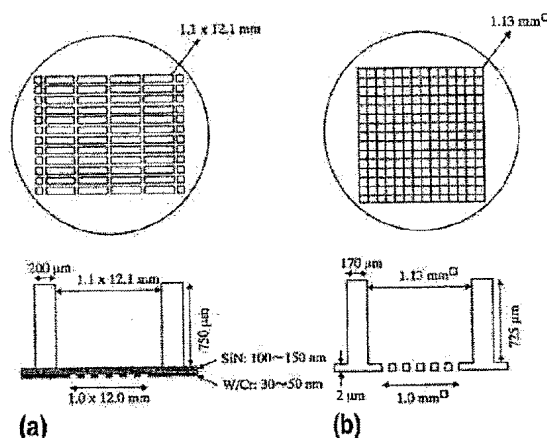 1.1 x 12.1 mm
1.13 mm□
200 μm
1.1 x 12.1 mm
750 μm
SiN: 100~150 nm
W/Cr: 30~50 nm
1.0 x 12.0 mm
(a)
170 μm
1.13 mm□
725 μm
2 μm
1.0 mm□
(b)